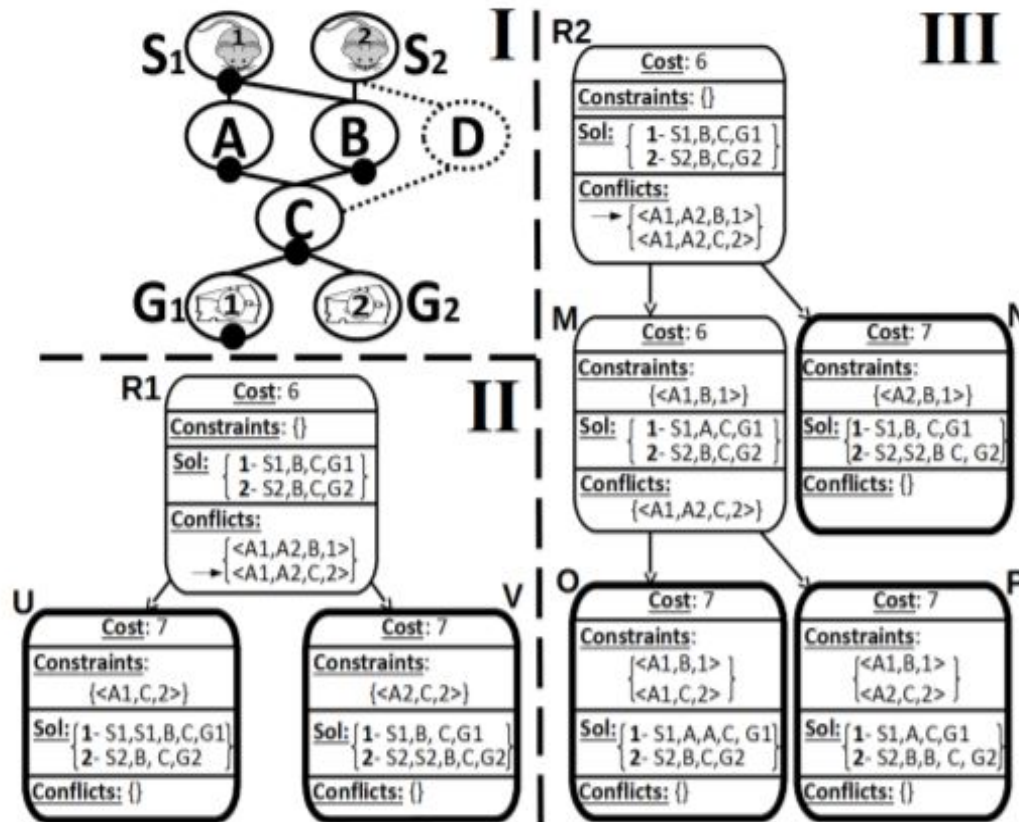 I
S1 1 2 S2
A B D
C
G1 1 2 G2
II
R1
Cost: 6
Constraints: {}
Sol: { 1- S1,B,C,G1
2- S2,B,C,G2 }
Conflicts:
{<A1,A2,B,1>
<A1,A2,C,2>}
U
Cost: 7
Constraints:
{<A1,C,2>}
Sol: { 1- S1,S1,B,C,G1
2- S2,B, C,G2 }
Conflicts: {}
V
Cost: 7
Constraints:
{<A2,C,2>}
Sol: { 1- S1,B, C,G1
2- S2,S2,B,C,G2 }
Conflicts: {}
III
R2
Cost: 6
Constraints: {}
Sol: { 1- S1,B,C,G1
2- S2,B,C,G2 }
Conflicts:
{<A1,A2,B,1>
<A1,A2,C,2>}
M
Cost: 6
Constraints:
{<A1,B,1>}
Sol: { 1- S1,A,C,G1
2- S2,B,C,G2 }
Conflicts:
{<A1,A2,C,2>}
N
Cost: 7
Constraints:
{<A2,B,1>}
Sol: { 1- S1,B, C,G1
2- S2,S2,B C, G2 }
Conflicts: {}
O
Cost: 7
Constraints:
{<A1,B,1>
<A1,C,2>}
Sol: { 1- S1,A,A,C, G1
2- S2,B,C,G2 }
Conflicts: {}
P
Cost: 7
Constraints:
{<A1,B,1>
<A2,C,2>}
Sol: { 1- S1,A,C,G1
2- S2,B,B, C, G2 }
Conflicts: {}